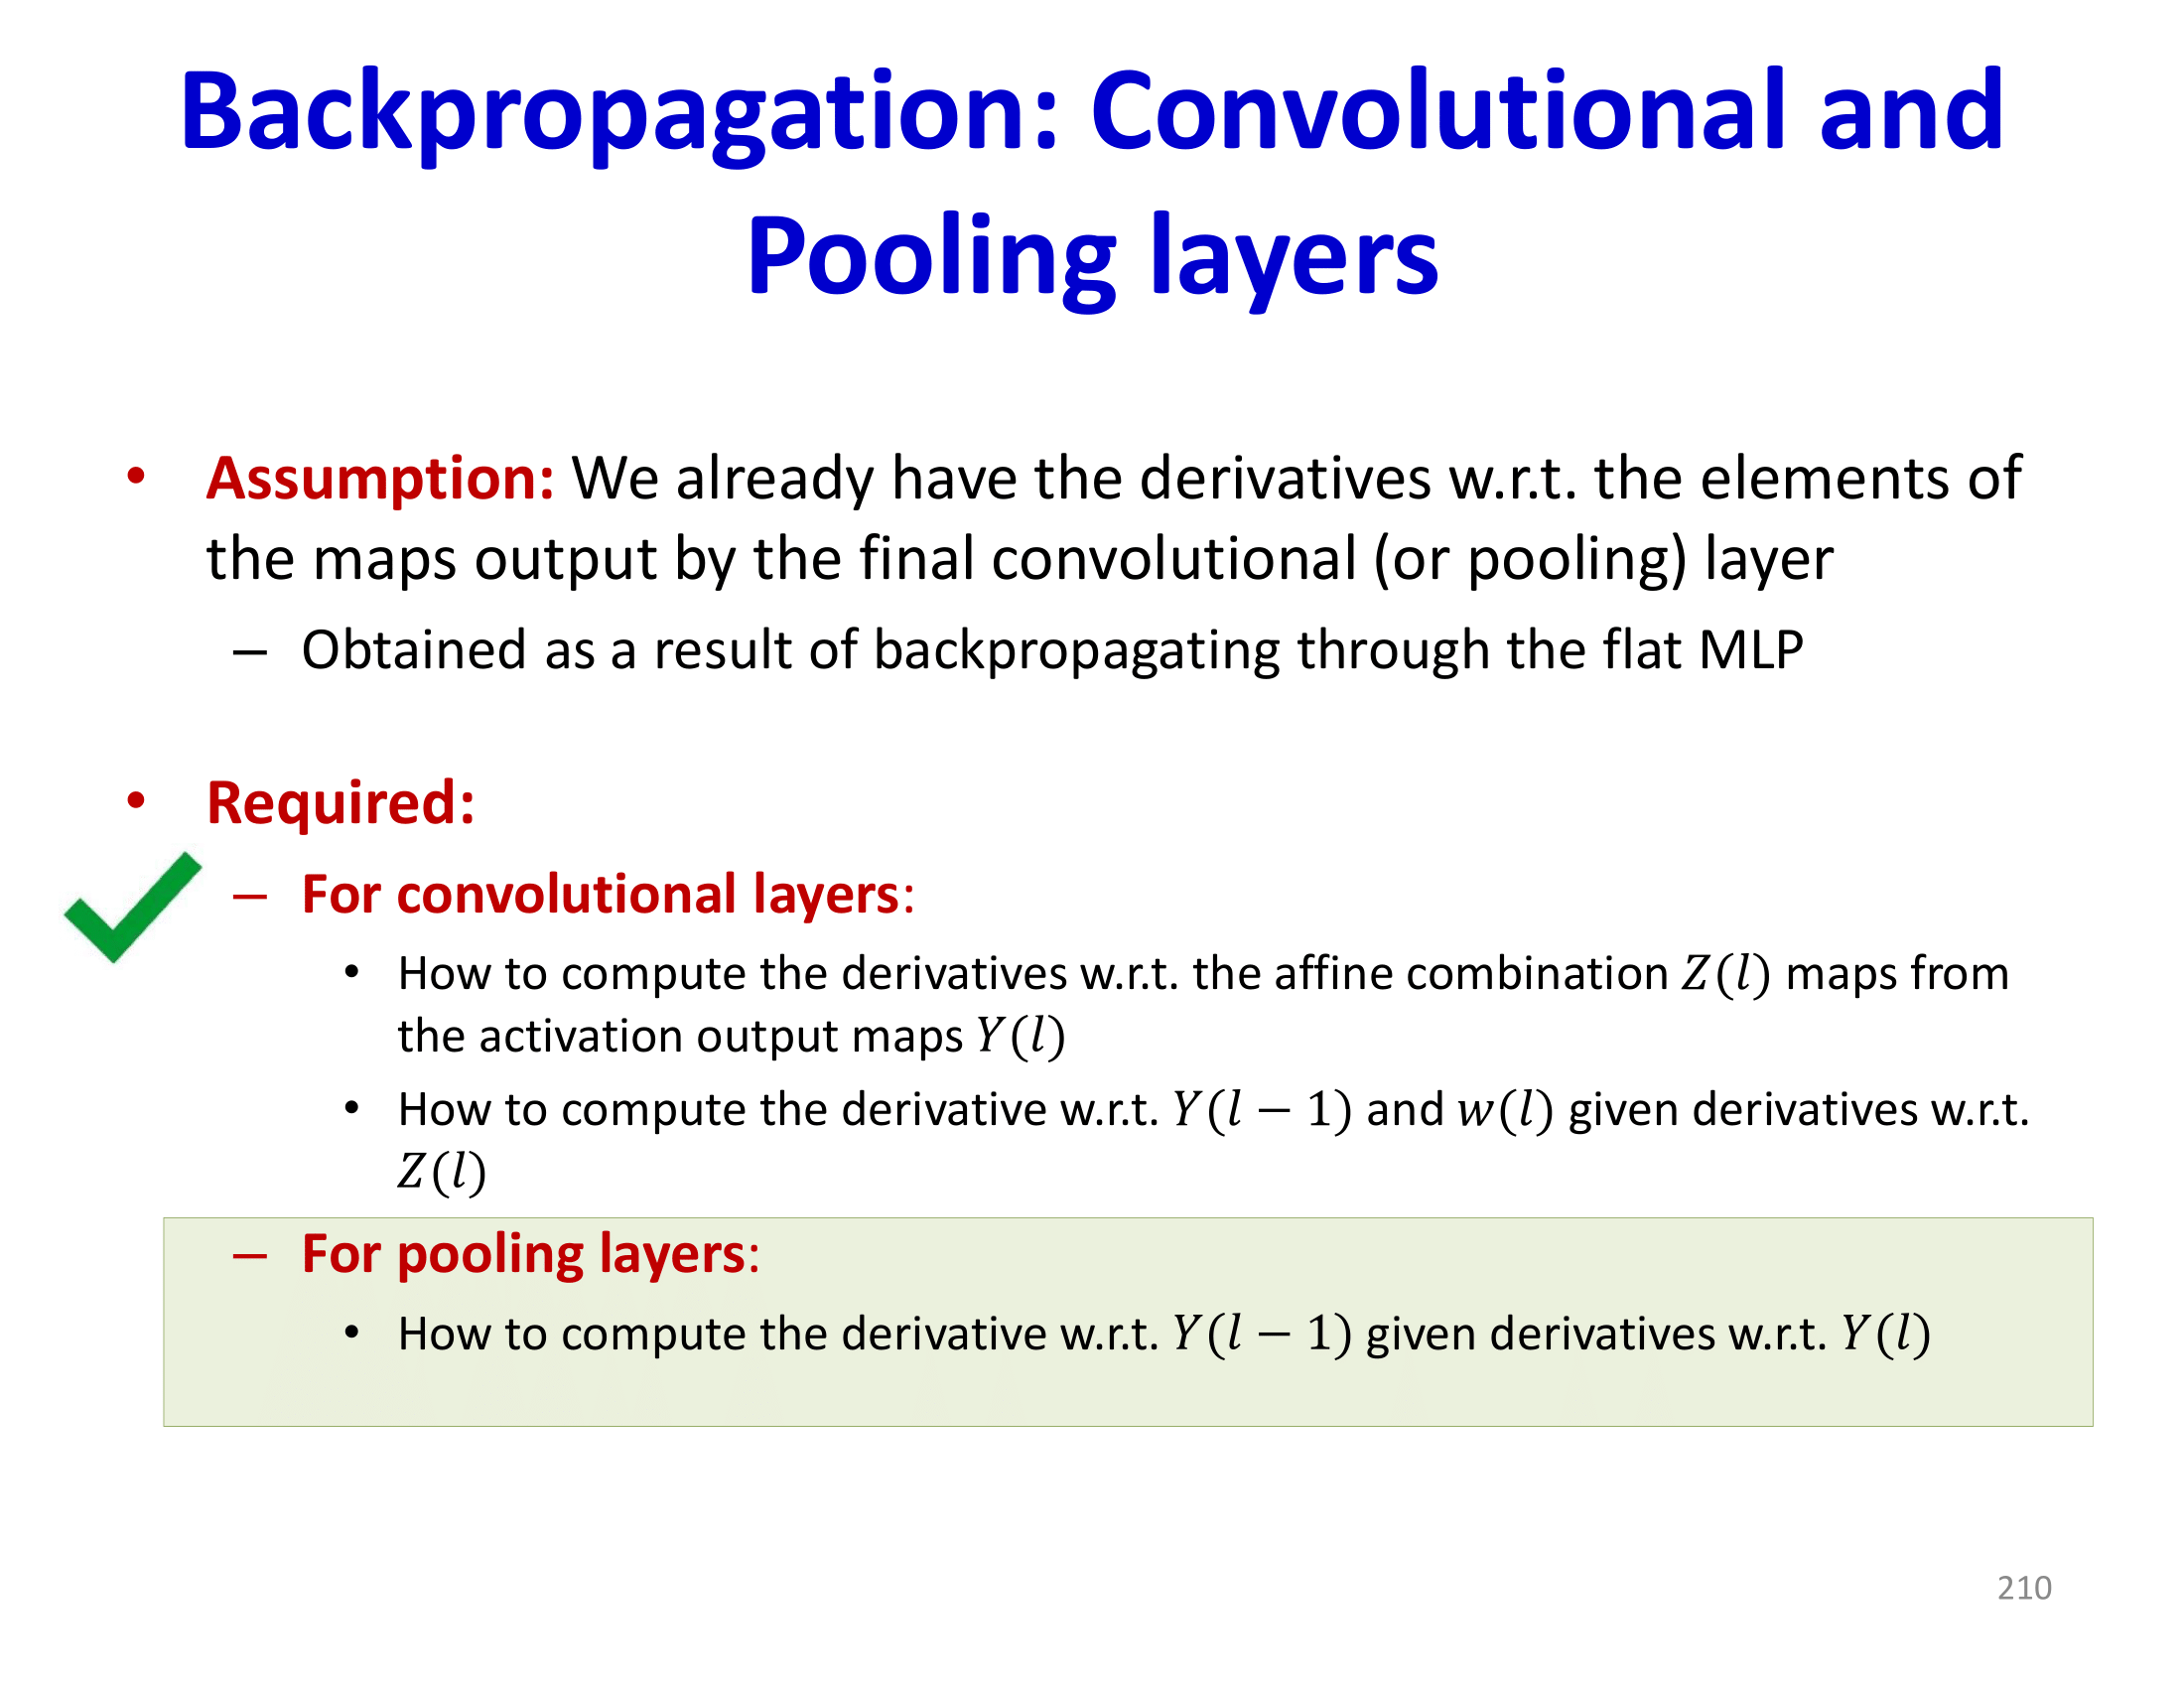 Backpropagation: Convolutional and
Pooling layers
• Assumption: We already have the derivatives w.r.t. the elements of
the maps output by the final convolutional (or pooling) layer
– Obtained as a result of backpropagating through the flat MLP
• Required:
– For convolutional layers:
• How to compute the derivatives w.r.t. the affine combination Z(l) maps from
the activation output maps Y(l)
• How to compute the derivative w.r.t. Y(l − 1) and w(l) given derivatives w.r.t.
Z(l)
– For pooling layers:
• How to compute the derivative w.r.t. Y(l − 1) given derivatives w.r.t. Y(l)
210